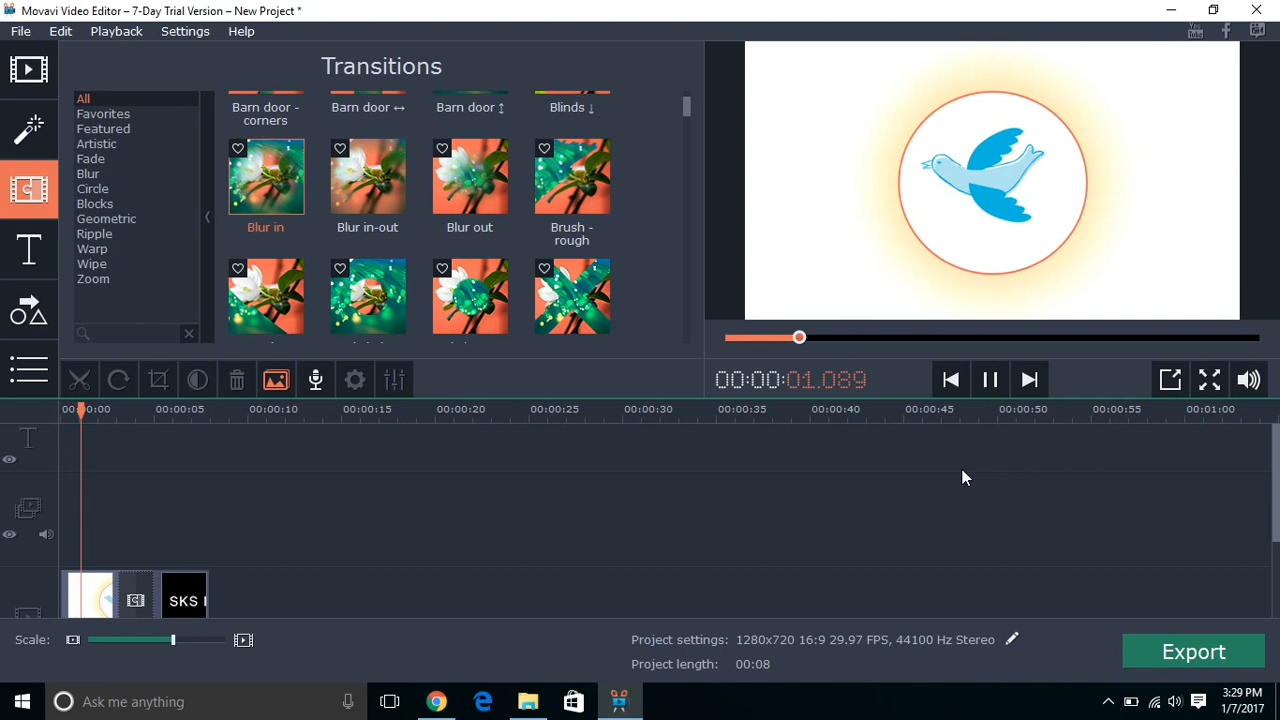 Movavi Video Editor – 7-Day Trial Version – New Project *
File Edit Playback Settings Help
Transitions
All
Favorites
Featured
Artistic
Fade
Blur
Circle
Blocks
Geometric
Ripple
Warp
Wipe
Zoom
Barn door - corners
Barn door ↔
Barn door ↕
Blinds ↓
Blur in
Blur in-out
Blur out
Brush - rough
You Tube
00:00:01.089
00:00:00 00:00:05 00:00:10 00:00:15 00:00:20 00:00:25 00:00:30 00:00:35 00:00:40 00:00:45 00:00:50 00:00:55 00:01:00
SKS
Scale:
Project settings: 1280x720 16:9 29.97 FPS, 44100 Hz Stereo
Project length: 00:08
Export
Ask me anything
3:29 PM
1/7/2017